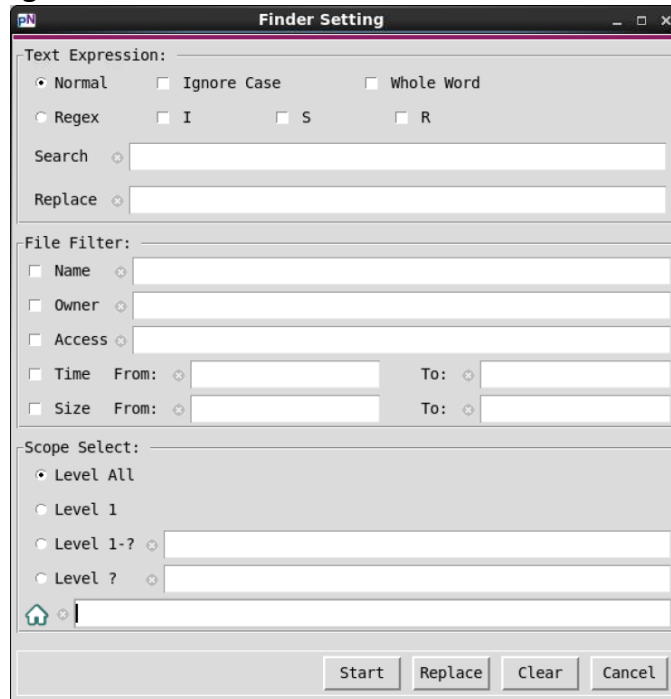 pN Finder Setting
Text Expression:
Normal Ignore Case Whole Word
Regex I S R
Search
Replace
File Filter:
Name
Owner
Access
Time From: To:
Size From: To:
Scope Select:
Level All
Level 1
Level 1-?
Level ?
Start Replace Clear Cancel